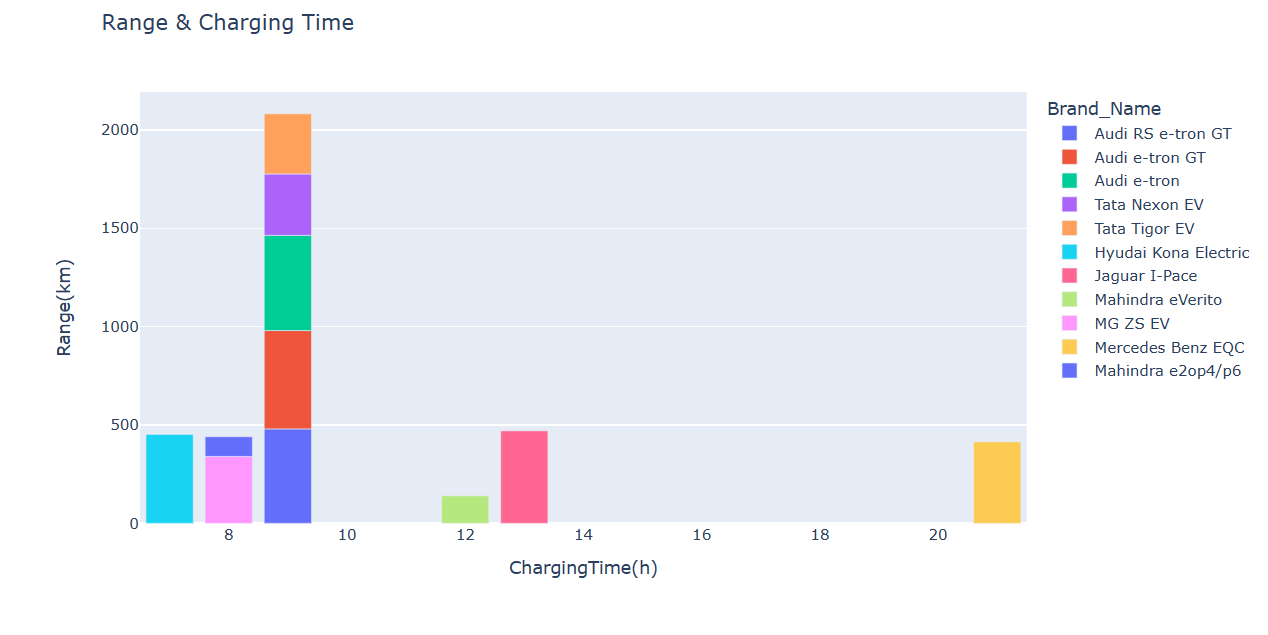 Range & Charging Time
Range(km)
2000
1500
1000
500
0
8 10 12 14 16 18 20
ChargingTime(h)
Brand_Name
Audi RS e-tron GT
Audi e-tron GT
Audi e-tron
Tata Nexon EV
Tata Tigor EV
Hyudai Kona Electric
Jaguar I-Pace
Mahindra eVerito
MG ZS EV
Mercedes Benz EQC
Mahindra e2op4/p6